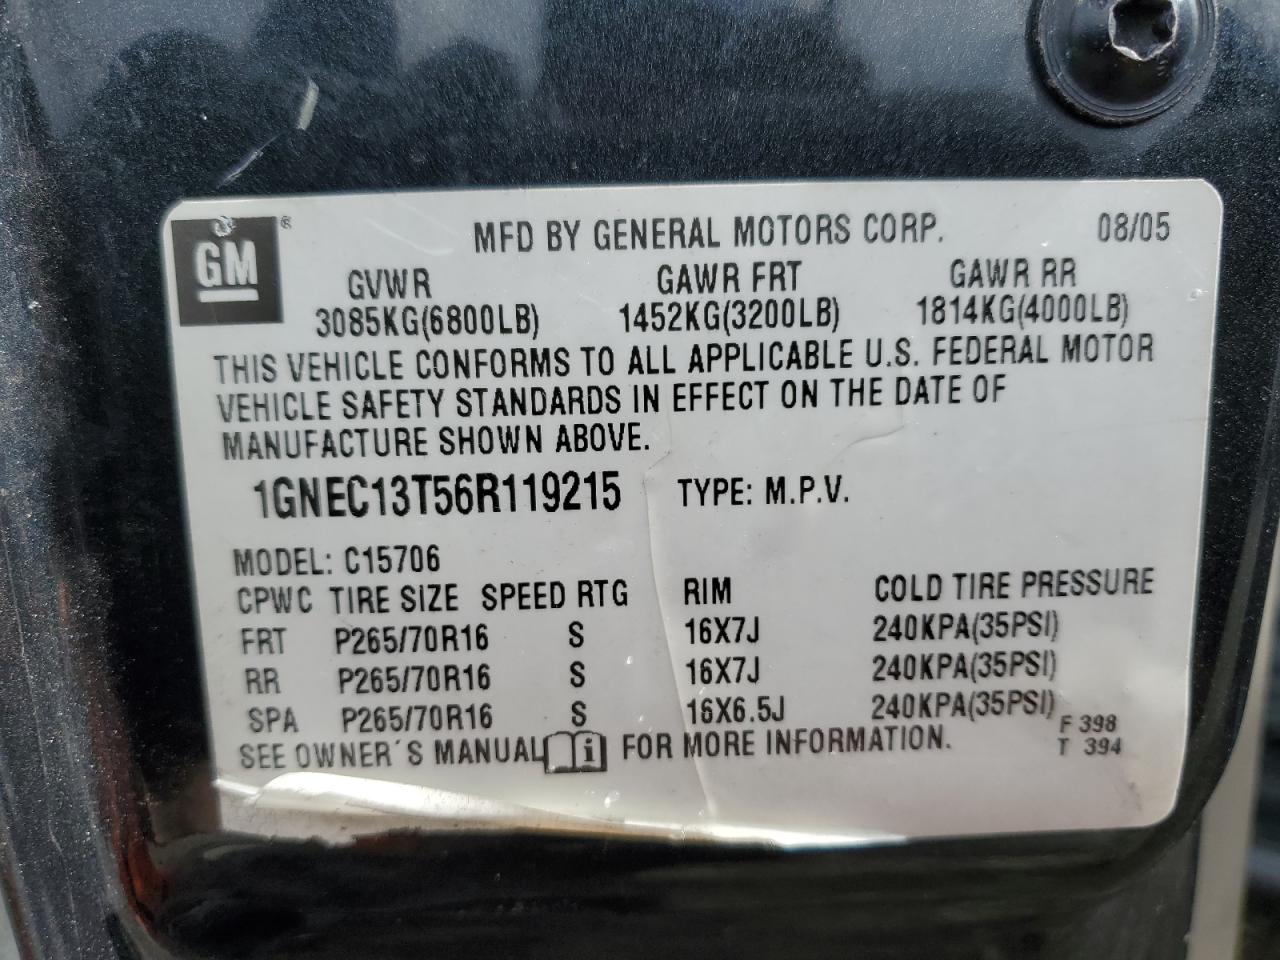 GM®
MFD BY GENERAL MOTORS CORP. 08/05
GVWR GAWR FRT GAWR RR
3085KG(6800LB) 1452KG(3200LB) 1814KG(4000LB)
THIS VEHICLE CONFORMS TO ALL APPLICABLE U.S. FEDERAL MOTOR
VEHICLE SAFETY STANDARDS IN EFFECT ON THE DATE OF
MANUFACTURE SHOWN ABOVE.
1GNEC13T56R119215 TYPE: M.P.V.
MODEL: C15706
CPWC TIRE SIZE SPEED RTG RIM COLD TIRE PRESSURE
FRT P265/70R16 S 16X7J 240KPA(35PSI)
RR P265/70R16 S 16X7J 240KPA(35PSI)
SPA P265/70R16 S 16X6.5J 240KPA(35PSI)
SEE OWNER'S MANUAL i FOR MORE INFORMATION.
F 398
T 394